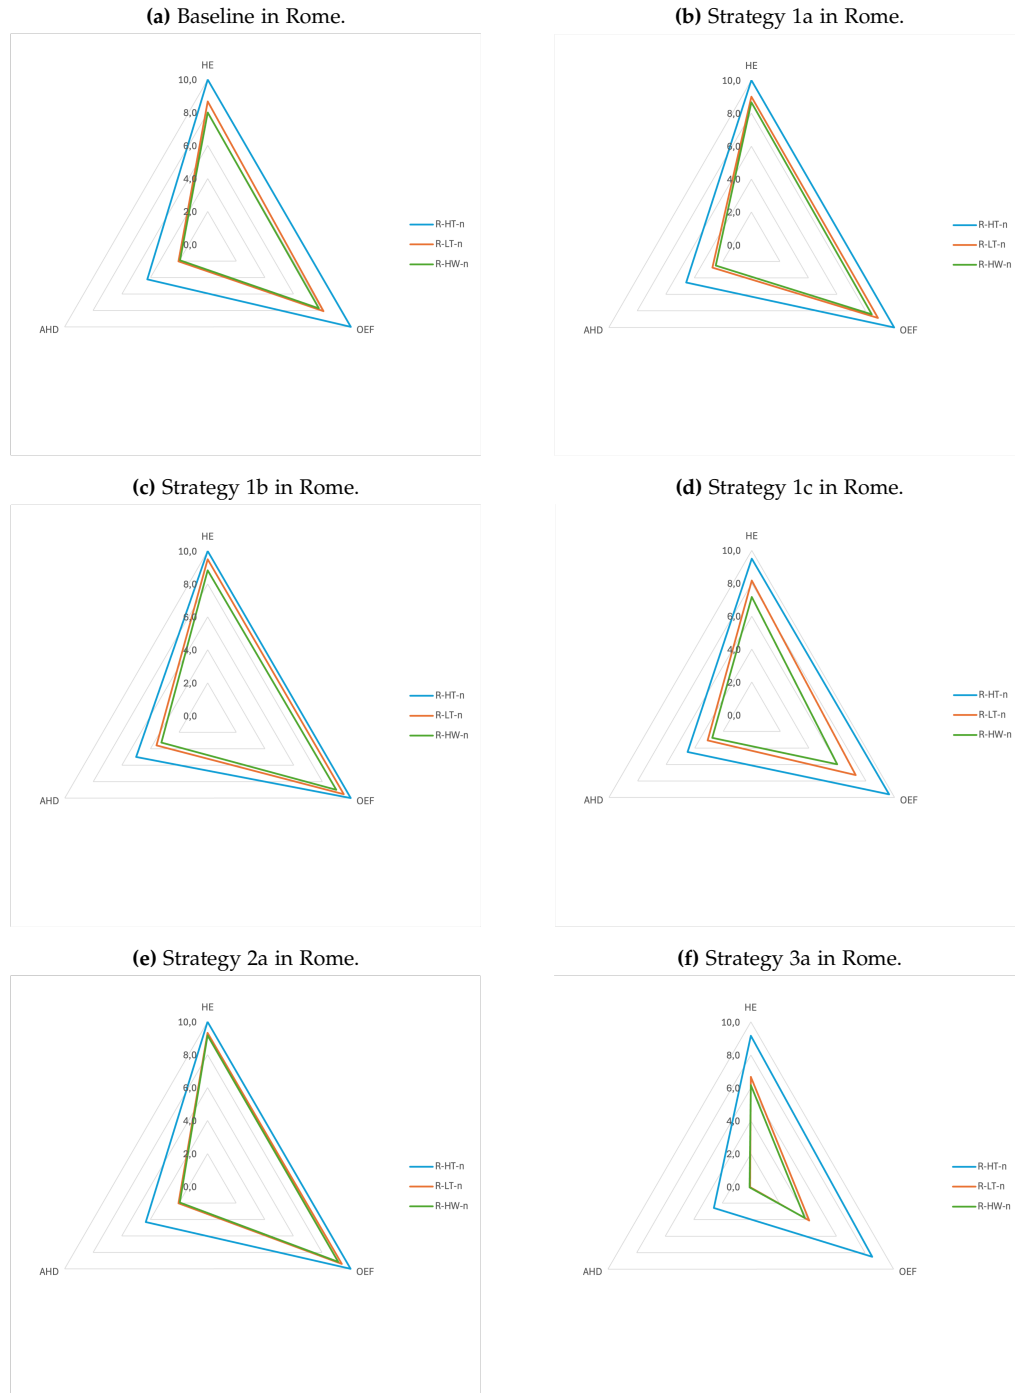 (a) Baseline in Rome.
HE
10,0
8,0
6,0
4,0
2,0
0,0
AHD
OEF
R-HT-n
R-LT-n
R-HW-n
(b) Strategy 1a in Rome.
HE
10,0
8,0
6,0
4,0
2,0
0,0
AHD
OEF
R-HT-n
R-LT-n
R-HW-n
(c) Strategy 1b in Rome.
HE
10,0
8,0
6,0
4,0
2,0
0,0
AHD
OEF
R-HT-n
R-LT-n
R-HW-n
(d) Strategy 1c in Rome.
HE
10,0
8,0
6,0
4,0
2,0
0,0
AHD
OEF
R-HT-n
R-LT-n
R-HW-n
(e) Strategy 2a in Rome.
HE
10,0
8,0
6,0
4,0
2,0
0,0
AHD
OEF
R-HT-n
R-LT-n
R-HW-n
(f) Strategy 3a in Rome.
HE
10,0
8,0
6,0
4,0
2,0
0,0
AHD
OEF
R-HT-n
R-LT-n
R-HW-n